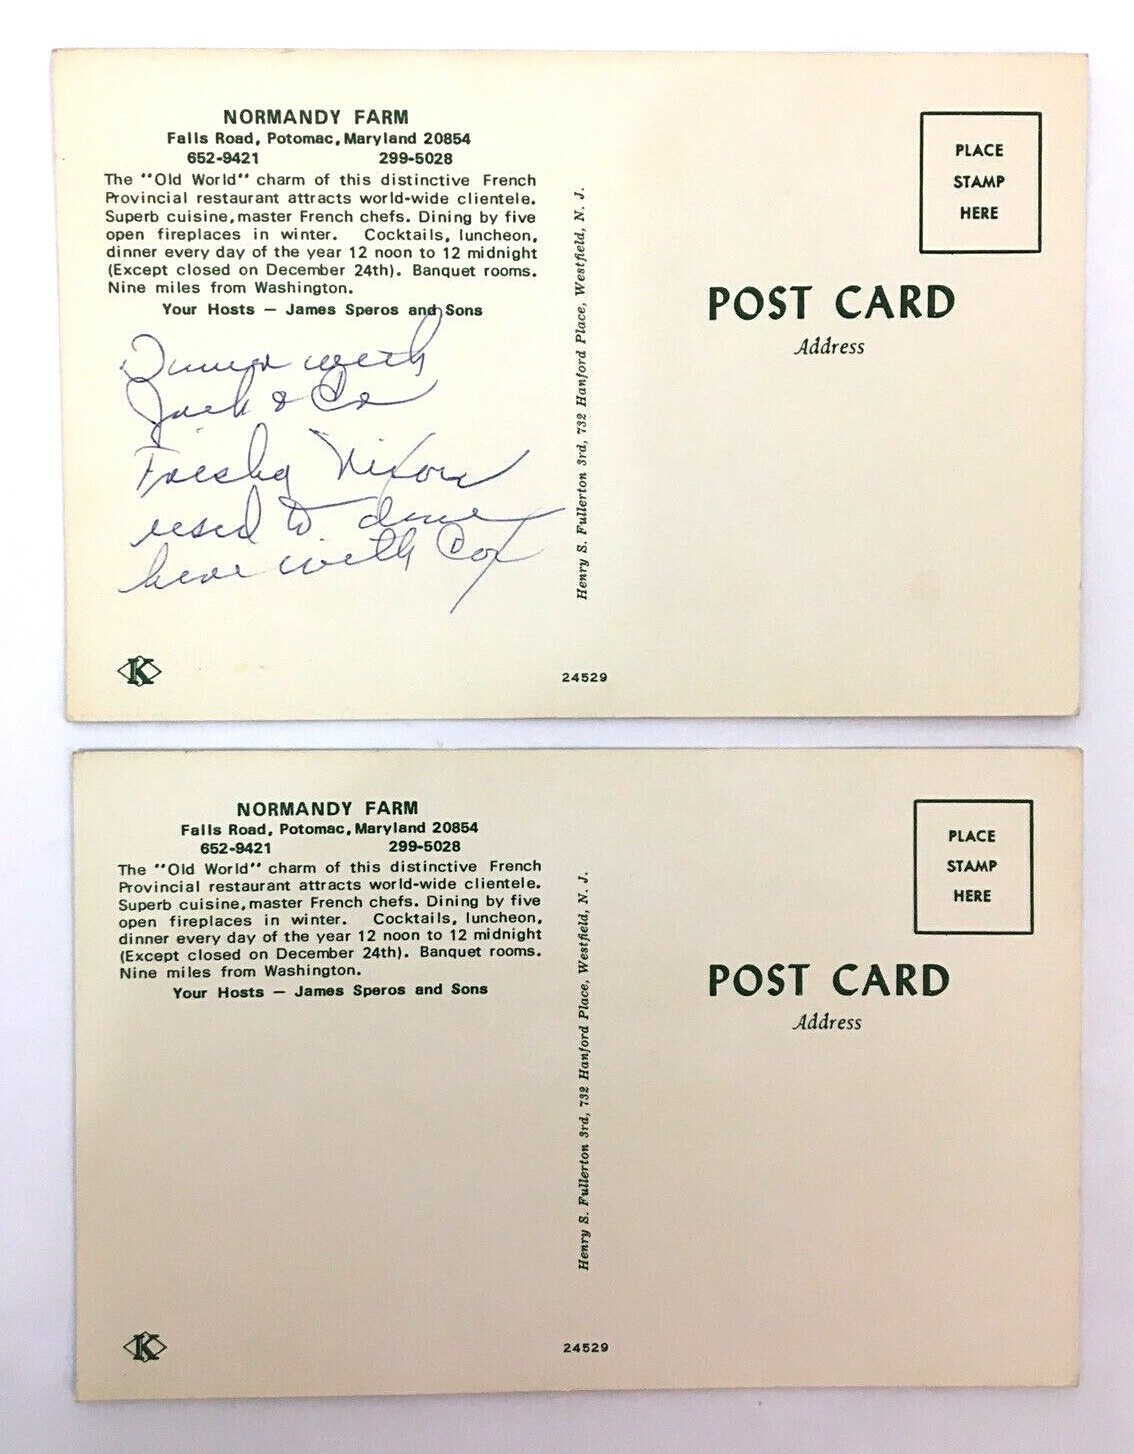 NORMANDY FARM
Falls Road, Potomac, Maryland 20854
652-9421 299-5028
The "Old World" charm of this distinctive French
Provincial restaurant attracts world-wide clientele.
Superb cuisine, master French chefs. Dining by five
open fireplaces in winter. Cocktails, luncheon,
dinner every day of the year 12 noon to 12 midnight
(Except closed on December 24th). Banquet rooms.
Nine miles from Washington.
Your Hosts — James Speros and Sons
Dinner with
Jack &
Nixon
used to dine
here with Cox
K
24529
Henry S. Fullerton 3rd, 732 Hanford Place, Westfield, N. J.
PLACE
STAMP
HERE
POST CARD
Address
NORMANDY FARM
Falls Road, Potomac, Maryland 20854
652-9421 299-5028
The "Old World" charm of this distinctive French
Provincial restaurant attracts world-wide clientele.
Superb cuisine, master French chefs. Dining by five
open fireplaces in winter. Cocktails, luncheon,
dinner every day of the year 12 noon to 12 midnight
(Except closed on December 24th). Banquet rooms.
Nine miles from Washington.
Your Hosts — James Speros and Sons
K
24529
Henry S. Fullerton 3rd, 732 Hanford Place, Westfield, N. J.
PLACE
STAMP
HERE
POST CARD
Address